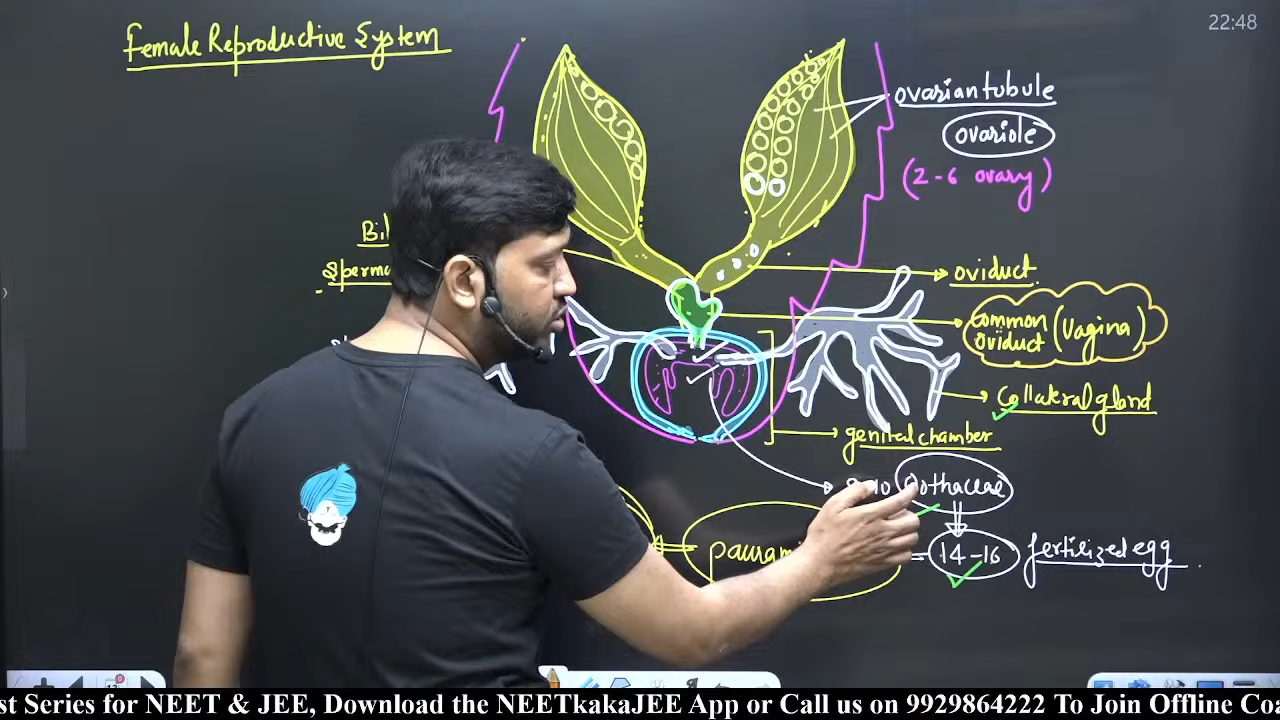 22:48
Female Reproductive System
ovarian tubule
ovariole
(2-6 ovary)
oviduct
Common (Vagina)
oviduct
Collateral gland
genital chamber
oothaceae
14-16 fertilized egg
st Series for NEET & JEE, Download the NEETkakaJEE App or Call us on 9929864222 To Join Offline Coa